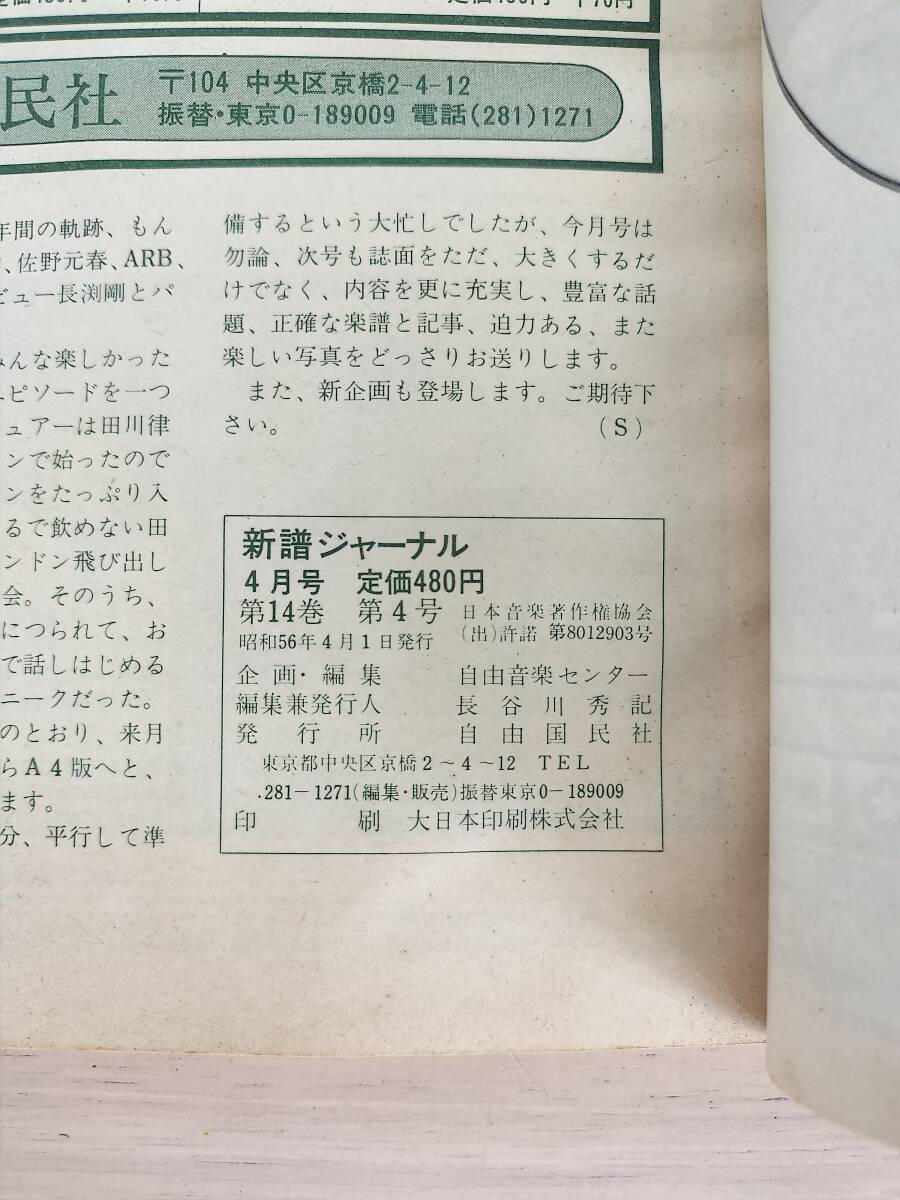 定価480円
〒70円
民社
〒104 中央区京橋2-4-12
振替・東京0-189009 電話(281)1271
年間の軌跡、もん
、佐野元春、ARB、
ビュー長渕剛とパ
みんな楽しかった
エピソードを一つ
ュアーは田川律
ンで始ったので
ンをたっぷり入
るで飲めない田
ンドン飛び出し
会。そのうち、
につられて、お
で話しはじめる
ニークだった。
のとおり、来月
らA4版へと、
ます。
分、平行して準
備するという大忙しでしたが、今月号は
勿論、次号も誌面をただ、大きくするだ
けでなく、内容を更に充実し、豊富な話
題、正確な楽譜と記事、迫力ある、また
楽しい写真をどっさりお送りします。
また、新企画も登場します。ご期待下
さい。 (S)
新譜ジャーナル
4月号 定価480円
第14巻 第4号
日本音楽著作権協会
(出)許諾 第8012903号
昭和56年4月1日発行
企画・編集 自由音楽センター
編集兼発行人 長谷川秀記
発行所 自由国民社
東京都中央区京橋2~4~12 TEL
.281-1271(編集・販売)振替東京0-189009
印刷 大日本印刷株式会社